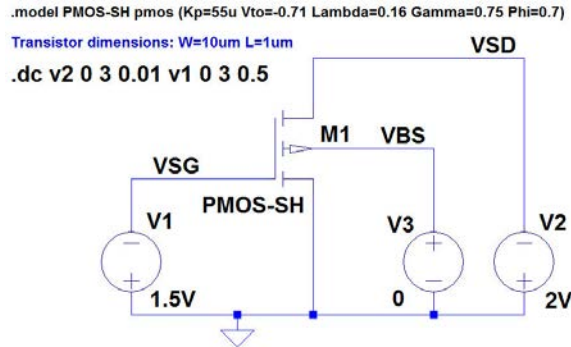 .model PMOS-SH pmos (Kp=55u Vto=-0.71 Lambda=0.16 Gamma=0.75 Phi=0.7)
Transistor dimensions: W=10um L=1um
.dc v2 0 3 0.01 v1 0 3 0.5
VSD
M1
VBS
VSG
PMOS-SH
V1
V3
V2
1.5V
0
2V